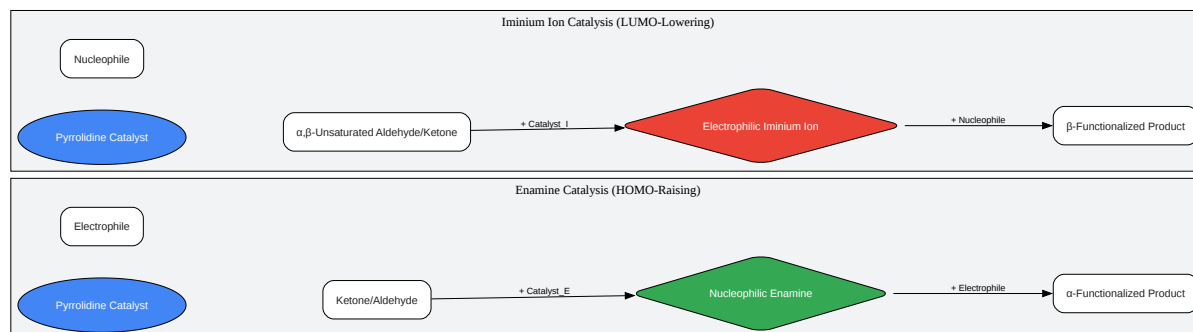 Iminium Ion Catalysis (LUMO-Lowering)
Nucleophile
Pyrrolidine Catalyst
α,β-Unsaturated Aldehyde/Ketone
+ Catalyst_I
Electrophilic Iminium Ion
+ Nucleophile
β-Functionalized Product
Enamine Catalysis (HOMO-Raising)
Electrophile
Pyrrolidine Catalyst
Ketone/Aldehyde
+ Catalyst_E
Nucleophilic Enamine
+ Electrophile
α-Functionalized Product